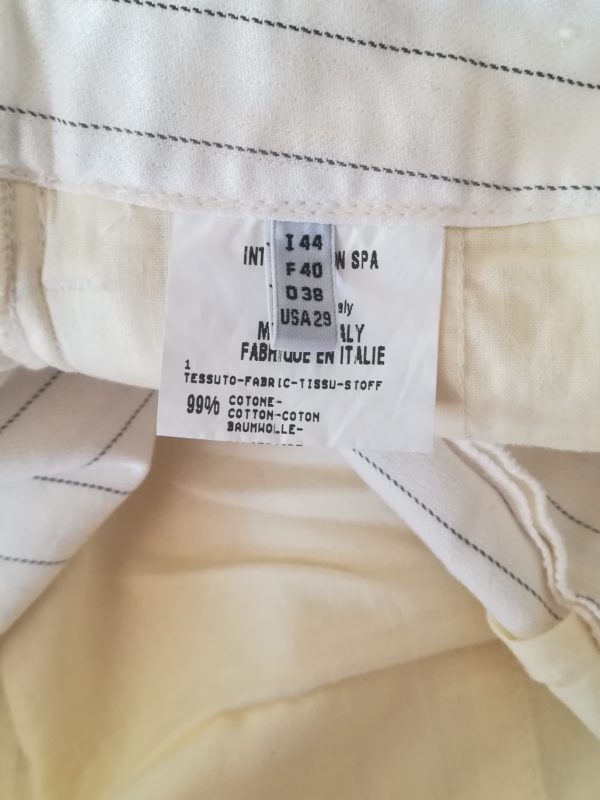 I 44
F 40
D 38
USA 29
SPA
FABRIQUE EN ITALIE
1
TESSUTO-FABRIC-TISSU-STOFF
99% COTONE-
COTTON-COTON
BAUMWOLLE-